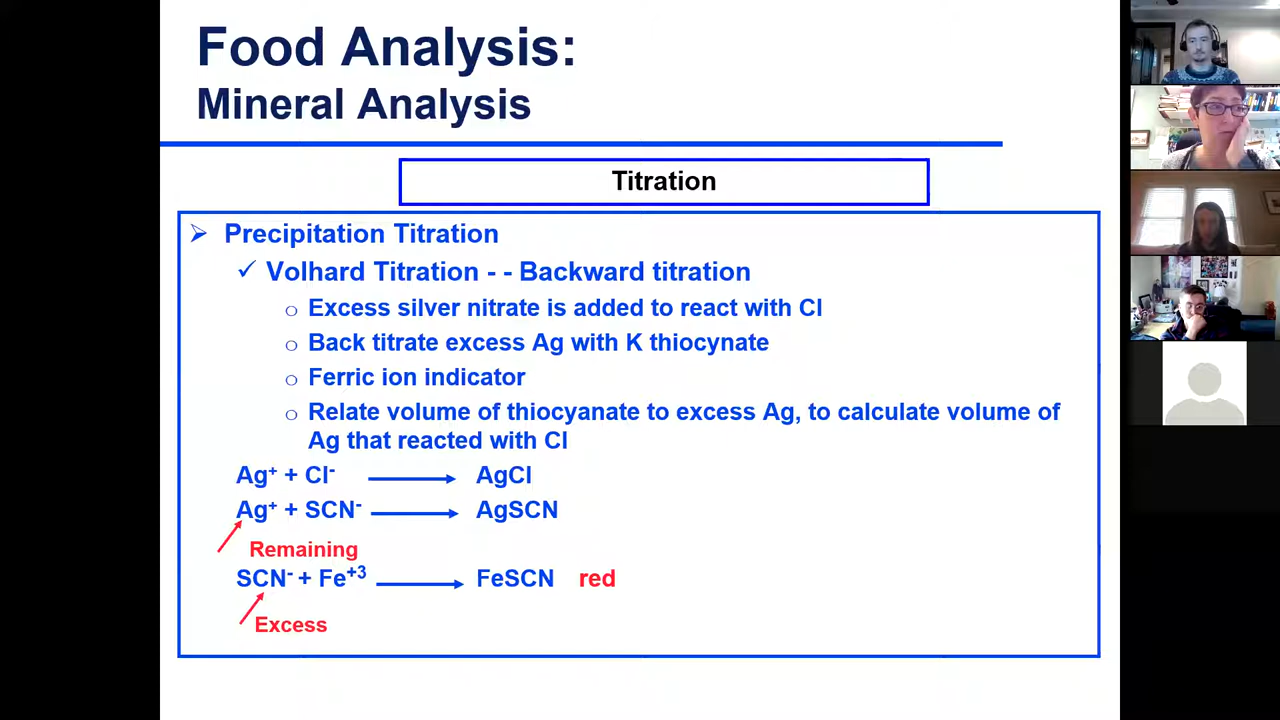 Food Analysis:
Mineral Analysis
Titration
➢ Precipitation Titration
✓ Volhard Titration - - Backward titration
○ Excess silver nitrate is added to react with Cl
○ Back titrate excess Ag with K thiocynate
○ Ferric ion indicator
○ Relate volume of thiocyanate to excess Ag, to calculate volume of
Ag that reacted with Cl
Ag⁺ + Cl⁻ → AgCl
Ag⁺ + SCN⁻ → AgSCN
Remaining
SCN⁻ + Fe⁺³ → FeSCN red
Excess